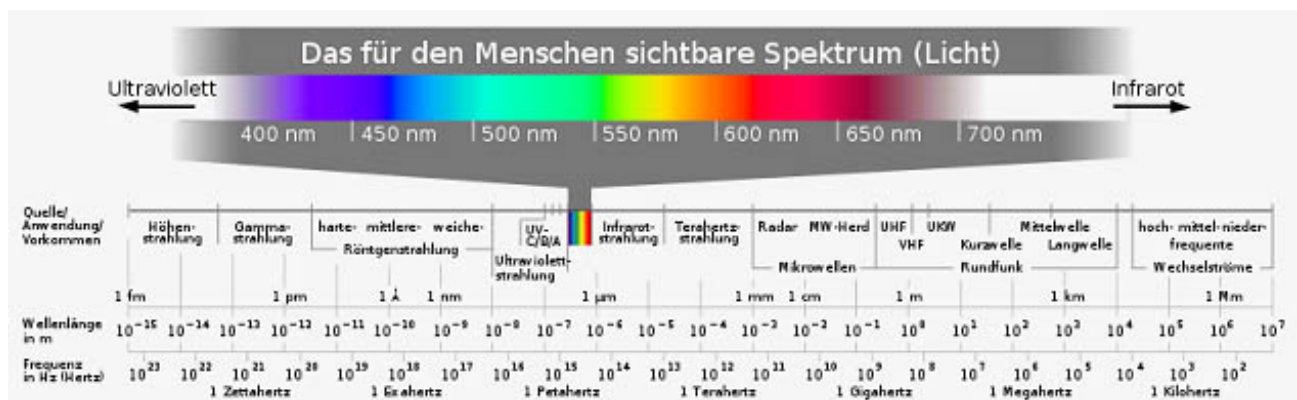 Das für den Menschen sichtbare Spektrum (Licht)
Ultraviolett
Infrarot
400 nm 450 nm 500 nm 550 nm 600 nm 650 nm 700 nm
Quelle/
Anwendung/
Vorkommen
Höhen-
strahlung
Gamma-
strahlung
harte- mittlere- weiche-
Röntgenstrahlung
UV-
C/B/A
Ultraviolett-
strahlung
Infrarot-
strahlung
Terahertz-
strahlung
Radar MW-Herd
Mikrowellen
UHF UKW Mittelwelle
VHF Kurzwelle Langwelle
Rundfunk
hoch- mittel- nieder-
frequente
Wechselströme
1 fm 1 pm 1 Å 1 nm 1 µm 1 mm 1 cm 1 m 1 km 1 Mm
Wellenlänge
in m
10⁻¹⁵ 10⁻¹⁴ 10⁻¹³ 10⁻¹² 10⁻¹¹ 10⁻¹⁰ 10⁻⁹ 10⁻⁸ 10⁻⁷ 10⁻⁶ 10⁻⁵ 10⁻⁴ 10⁻³ 10⁻² 10⁻¹ 10⁰ 10¹ 10² 10³ 10⁴ 10⁵ 10⁶ 10⁷
Frequenz
in Hz (Hertz)
10²³ 10²² 10²¹ 10²⁰ 10¹⁹ 10¹⁸ 10¹⁷ 10¹⁶ 10¹⁵ 10¹⁴ 10¹³ 10¹² 10¹¹ 10¹⁰ 10⁹ 10⁸ 10⁷ 10⁶ 10⁵ 10⁴ 10³ 10²
1 Zettahertz 1 Exahertz 1 Petahertz 1 Terahertz 1 Gigahertz 1 Megahertz 1 Kilohertz